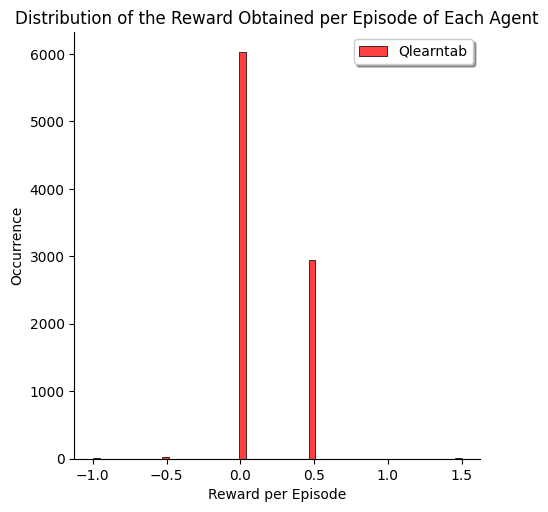 Distribution of the Reward Obtained per Episode of Each Agent
Qlearntab
6000
5000
4000
3000
2000
1000
0
Occurrence
−1.0 −0.5 0.0 0.5 1.0 1.5
Reward per Episode